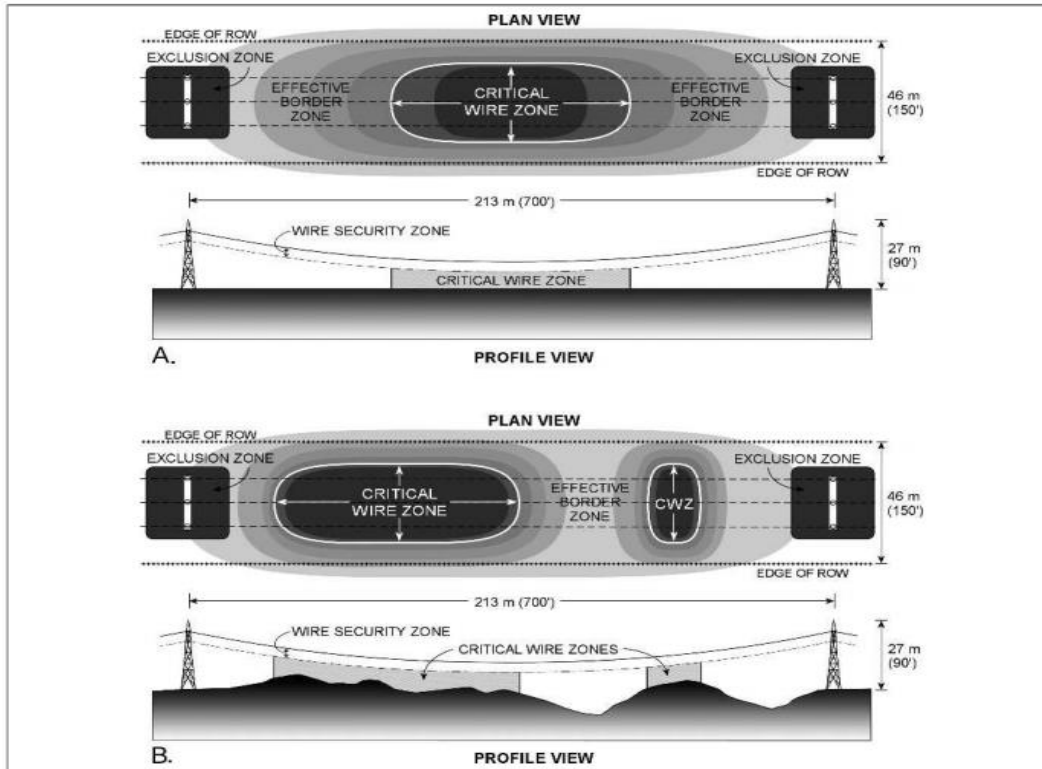 PLAN VIEW
EDGE OF ROW
EXCLUSION ZONE
EXCLUSION ZONE
EFFECTIVE
BORDER
ZONE
CRITICAL
WIRE ZONE
EFFECTIVE
BORDER
ZONE
46 m
(150')
EDGE OF ROW
213 m (700')
WIRE SECURITY ZONE
27 m
(90')
CRITICAL WIRE ZONE
A.
PROFILE VIEW
PLAN VIEW
EDGE OF ROW
EXCLUSION ZONE
EXCLUSION ZONE
CRITICAL
WIRE ZONE
EFFECTIVE
BORDER
ZONE
CWZ
46 m
(150')
EDGE OF ROW
213 m (700')
WIRE SECURITY ZONE
CRITICAL WIRE ZONES
27 m
(90')
B.
PROFILE VIEW